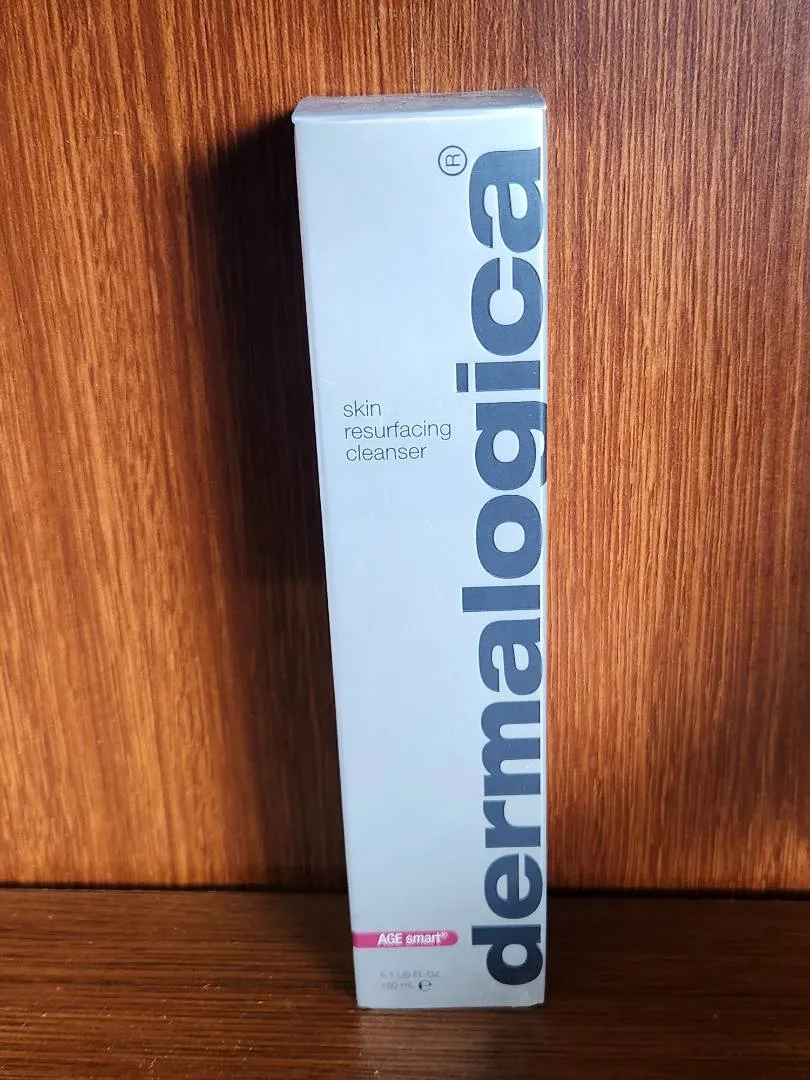 dermalogica®
skin
resurfacing
cleanser
AGE smart®
5.1 US FL OZ
150 mL ℮